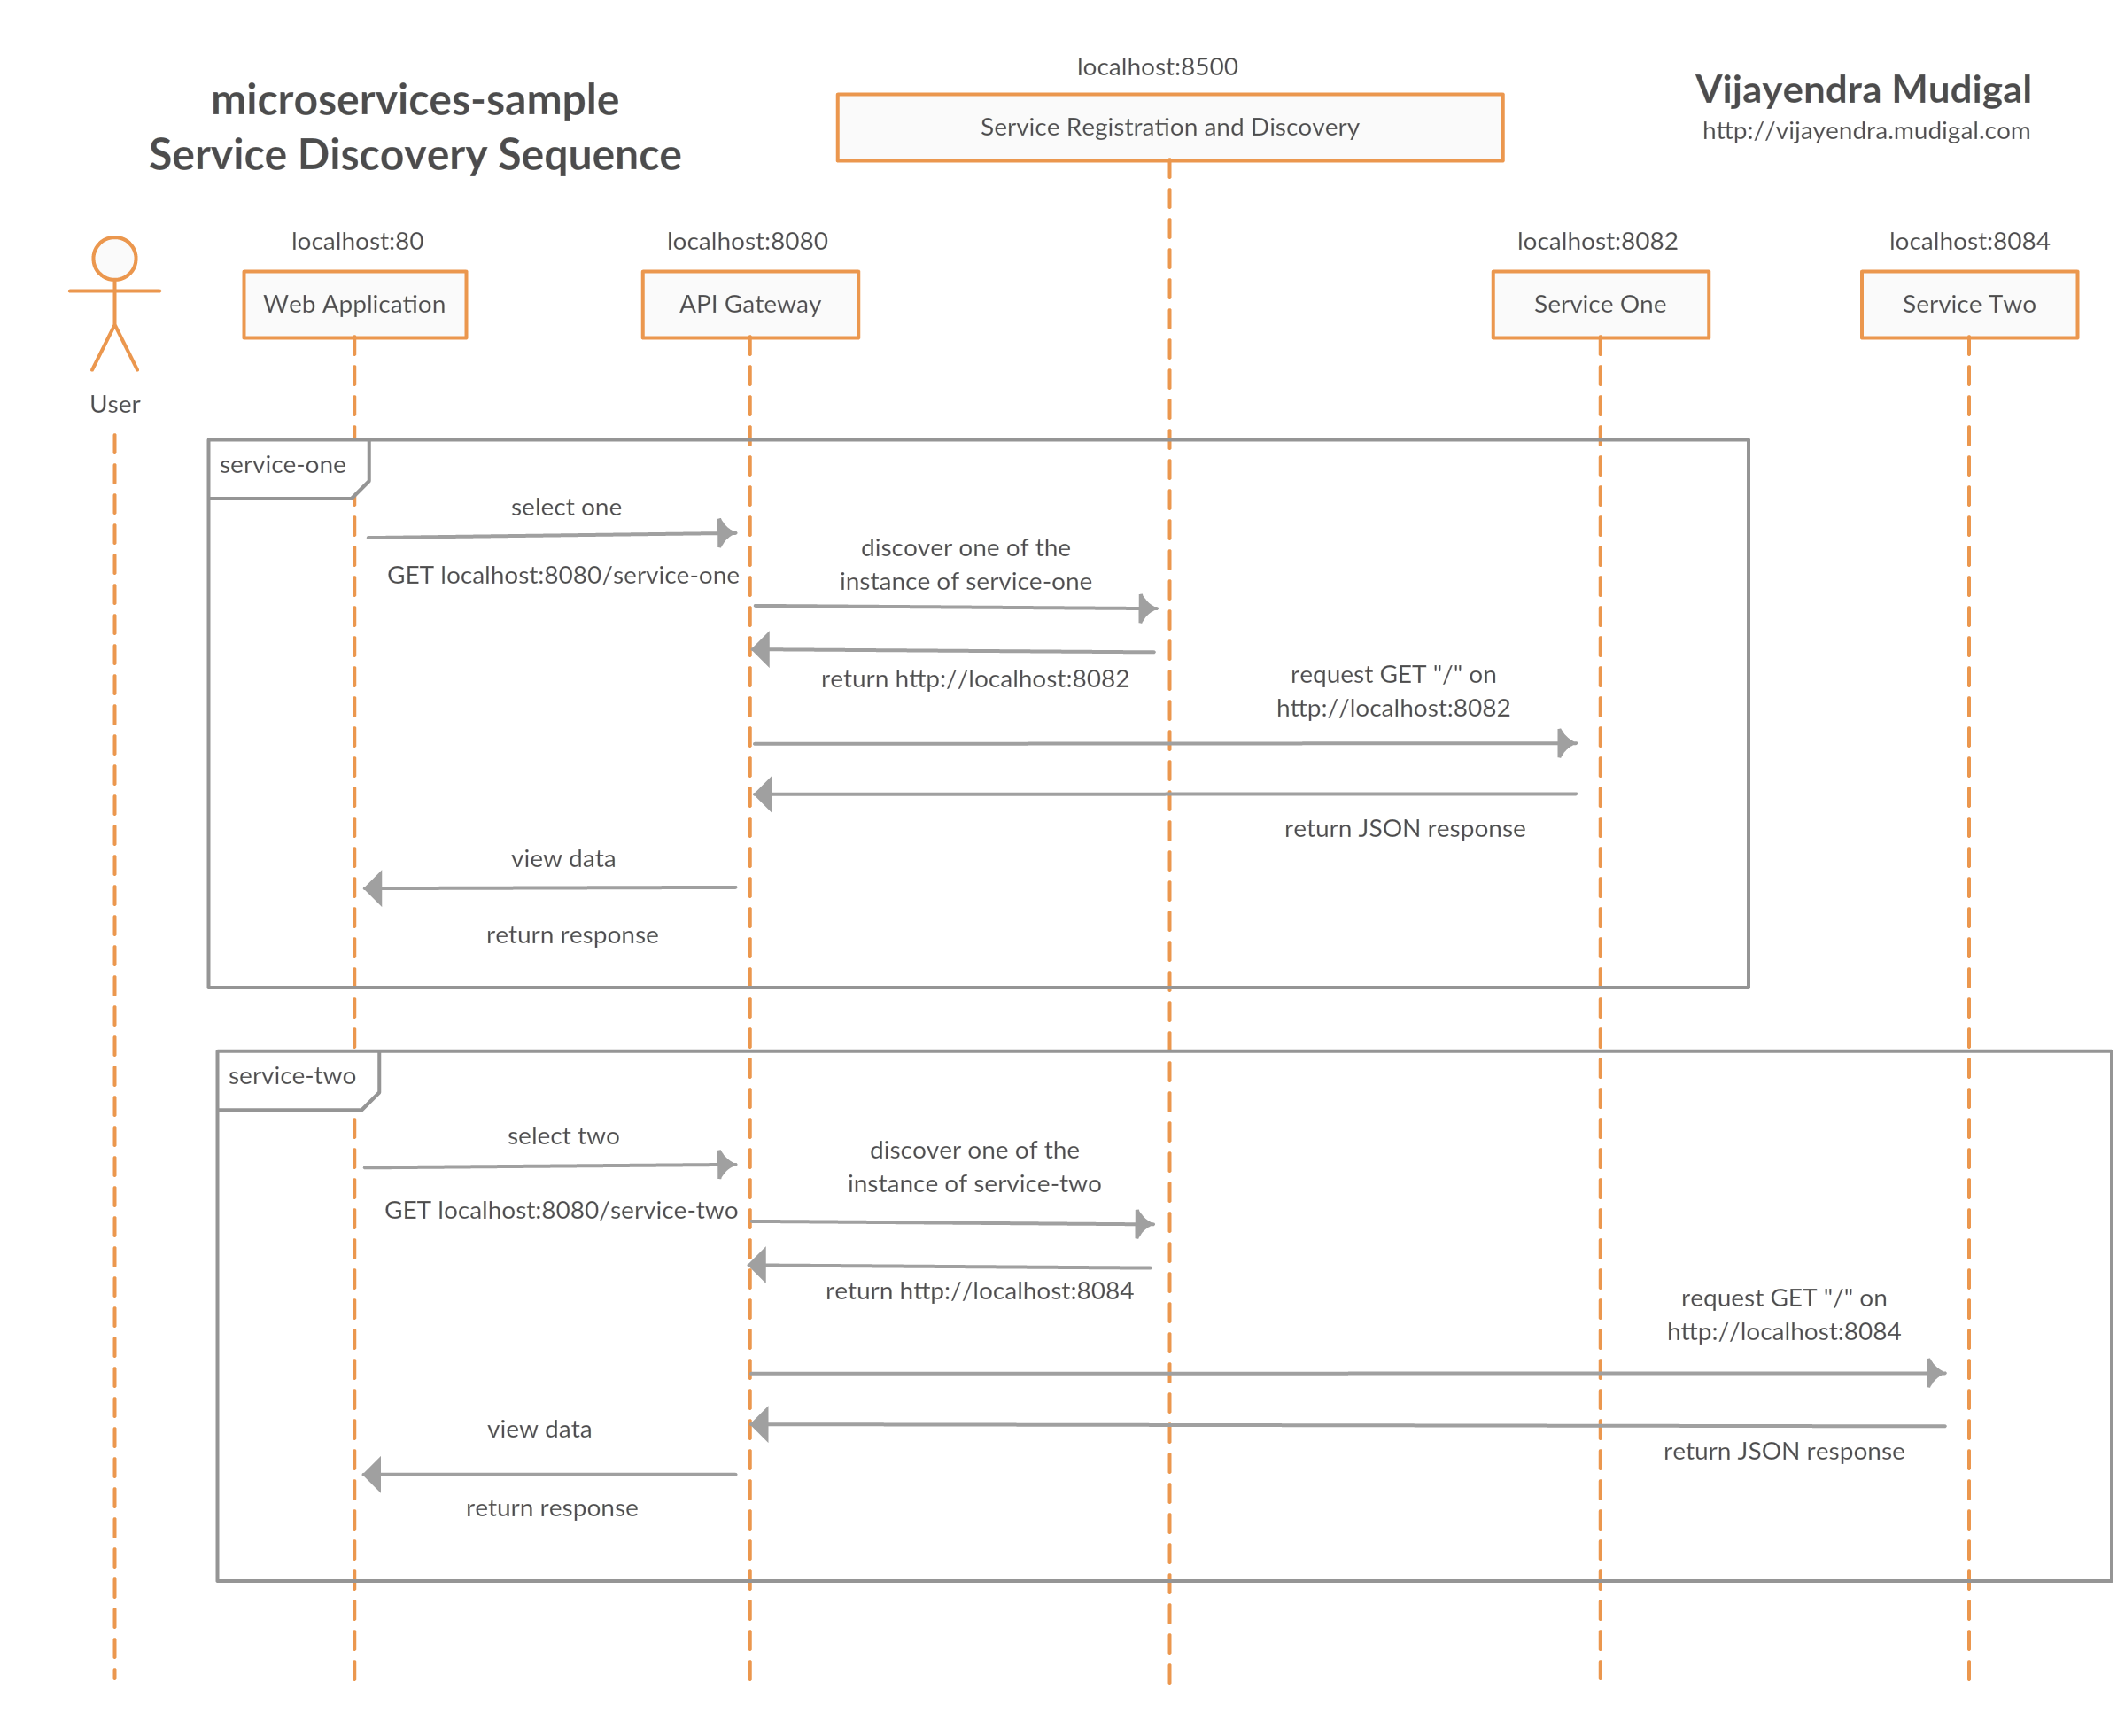 microservices-sample
Service Discovery Sequence
localhost:8500
Service Registration and Discovery
Vijayendra Mudigal
http://vijayendra.mudigal.com
User
localhost:80
Web Application
localhost:8080
API Gateway
localhost:8082
Service One
localhost:8084
Service Two
service-one
select one
GET localhost:8080/service-one
discover one of the
instance of service-one
return http://localhost:8082
request GET "/" on
http://localhost:8082
return JSON response
view data
return response
service-two
select two
GET localhost:8080/service-two
discover one of the
instance of service-two
return http://localhost:8084
request GET "/" on
http://localhost:8084
return JSON response
view data
return response